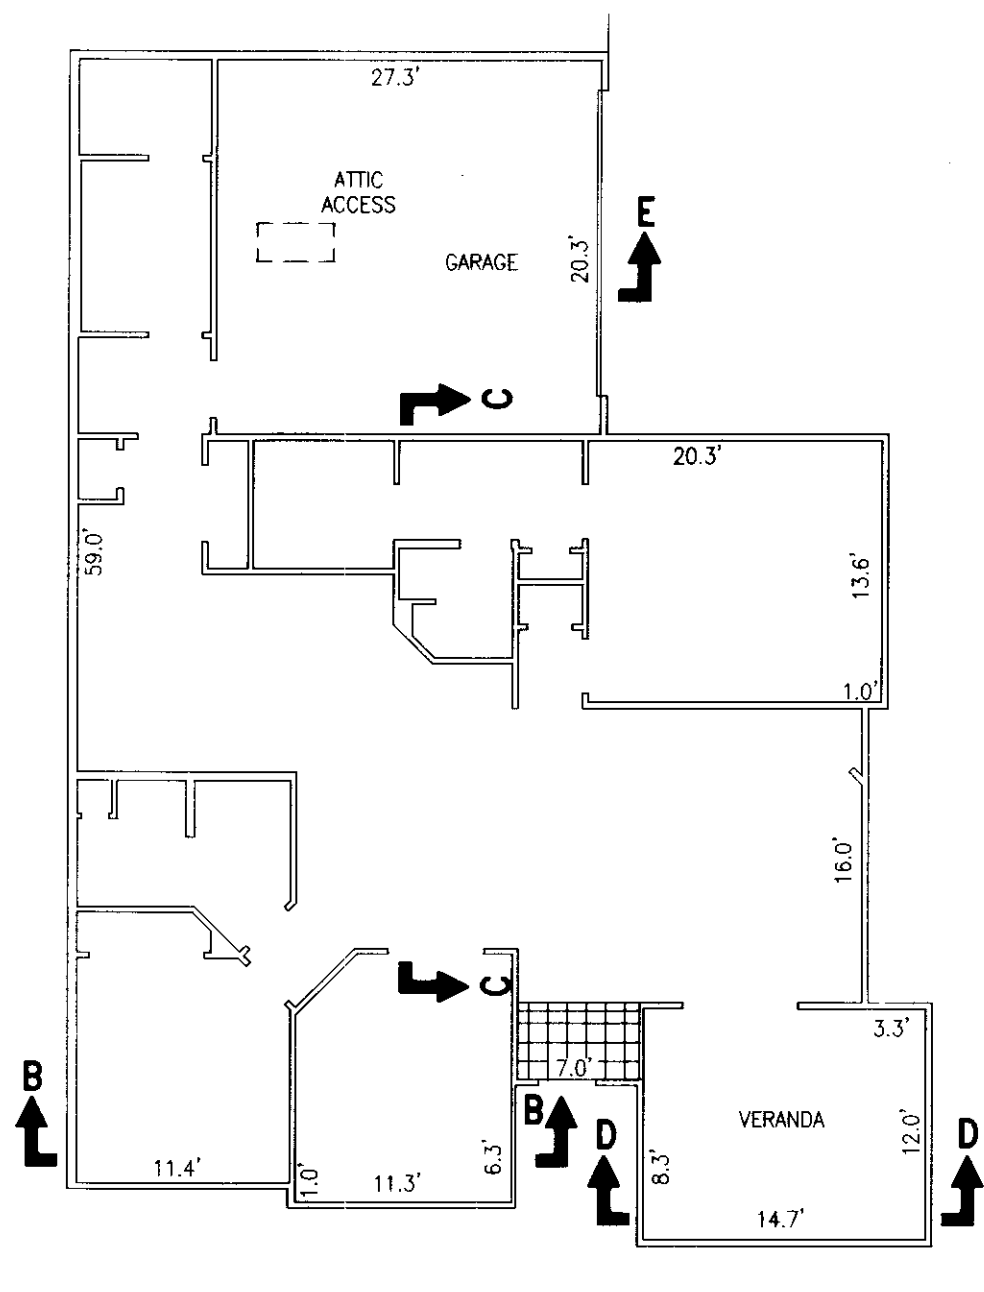 27.3'
ATTIC
ACCESS
E
GARAGE
20.3'
C
20.3'
59.0'
13.6'
1.0'
16.0'
C
3.3'
7.0'
B
B
VERANDA
12.0'
D
D
11.4'
1.0'
11.3'
6.3'
8.3'
14.7'